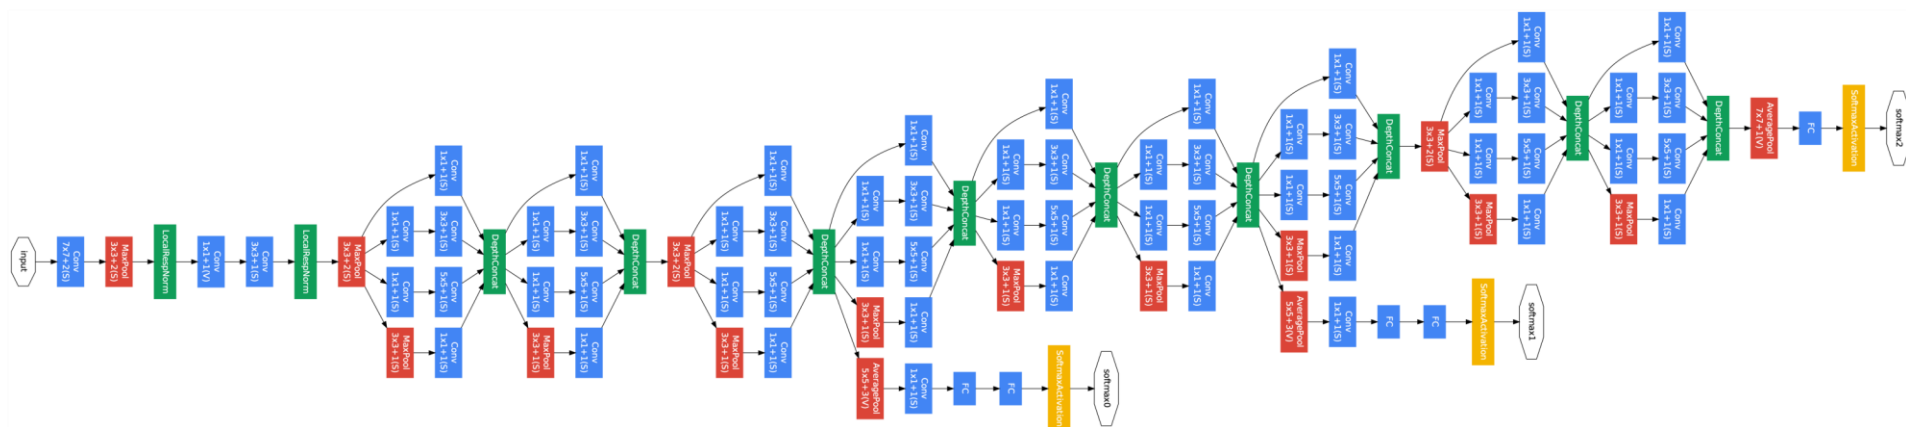 input
Conv
7x7+2(S)
MaxPool
3x3+2(S)
LocalRespNorm
Conv
1x1+1(V)
Conv
3x3+1(S)
LocalRespNorm
MaxPool
3x3+2(S)
Conv
1x1+1(S)
Conv
1x1+1(S)
MaxPool
3x3+1(S)
Conv
1x1+1(S)
Conv
3x3+1(S)
Conv
5x5+1(S)
Conv
1x1+1(S)
DepthConcat
Conv
1x1+1(S)
Conv
1x1+1(S)
MaxPool
3x3+1(S)
Conv
1x1+1(S)
Conv
3x3+1(S)
Conv
5x5+1(S)
Conv
1x1+1(S)
DepthConcat
MaxPool
3x3+2(S)
Conv
1x1+1(S)
Conv
1x1+1(S)
MaxPool
3x3+1(S)
Conv
1x1+1(S)
Conv
3x3+1(S)
Conv
5x5+1(S)
Conv
1x1+1(S)
DepthConcat
Conv
1x1+1(S)
Conv
1x1+1(S)
MaxPool
3x3+1(S)
AveragePool
5x5+3(V)
Conv
1x1+1(S)
Conv
3x3+1(S)
Conv
5x5+1(S)
Conv
1x1+1(S)
Conv
1x1+1(S)
DepthConcat
FC
FC
SoftmaxActivation
softmax0
Conv
1x1+1(S)
Conv
1x1+1(S)
MaxPool
3x3+1(S)
Conv
1x1+1(S)
Conv
3x3+1(S)
Conv
5x5+1(S)
Conv
1x1+1(S)
DepthConcat
Conv
1x1+1(S)
Conv
1x1+1(S)
MaxPool
3x3+1(S)
Conv
1x1+1(S)
Conv
3x3+1(S)
Conv
5x5+1(S)
Conv
1x1+1(S)
DepthConcat
Conv
1x1+1(S)
Conv
1x1+1(S)
MaxPool
3x3+1(S)
AveragePool
5x5+3(V)
Conv
1x1+1(S)
Conv
3x3+1(S)
Conv
5x5+1(S)
Conv
1x1+1(S)
Conv
1x1+1(S)
DepthConcat
FC
FC
SoftmaxActivation
softmax1
MaxPool
3x3+2(S)
Conv
1x1+1(S)
Conv
1x1+1(S)
MaxPool
3x3+1(S)
Conv
1x1+1(S)
Conv
3x3+1(S)
Conv
5x5+1(S)
Conv
1x1+1(S)
DepthConcat
Conv
1x1+1(S)
Conv
1x1+1(S)
MaxPool
3x3+1(S)
Conv
1x1+1(S)
Conv
3x3+1(S)
Conv
5x5+1(S)
Conv
1x1+1(S)
DepthConcat
AveragePool
7x7+1(V)
FC
SoftmaxActivation
softmax2